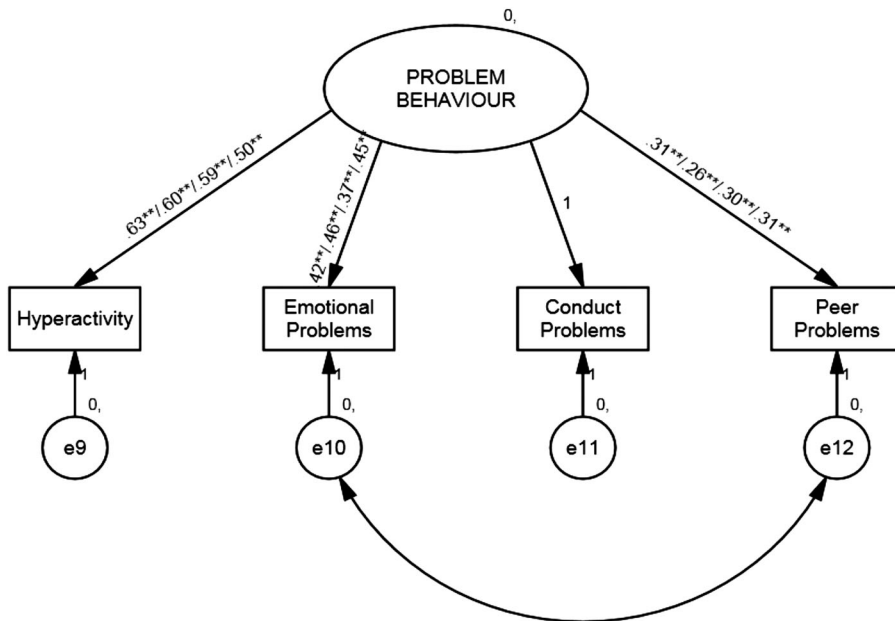 0,
PROBLEM
BEHAVIOUR
.63**/.60**/.59**/.50**
42**/.46**/.37**/.45**
1
.31**/.26**/.30**/.31**
Hyperactivity
Emotional
Problems
Conduct
Problems
Peer
Problems
1
1
1
1
0,
0,
0,
0,
e9
e10
e11
e12